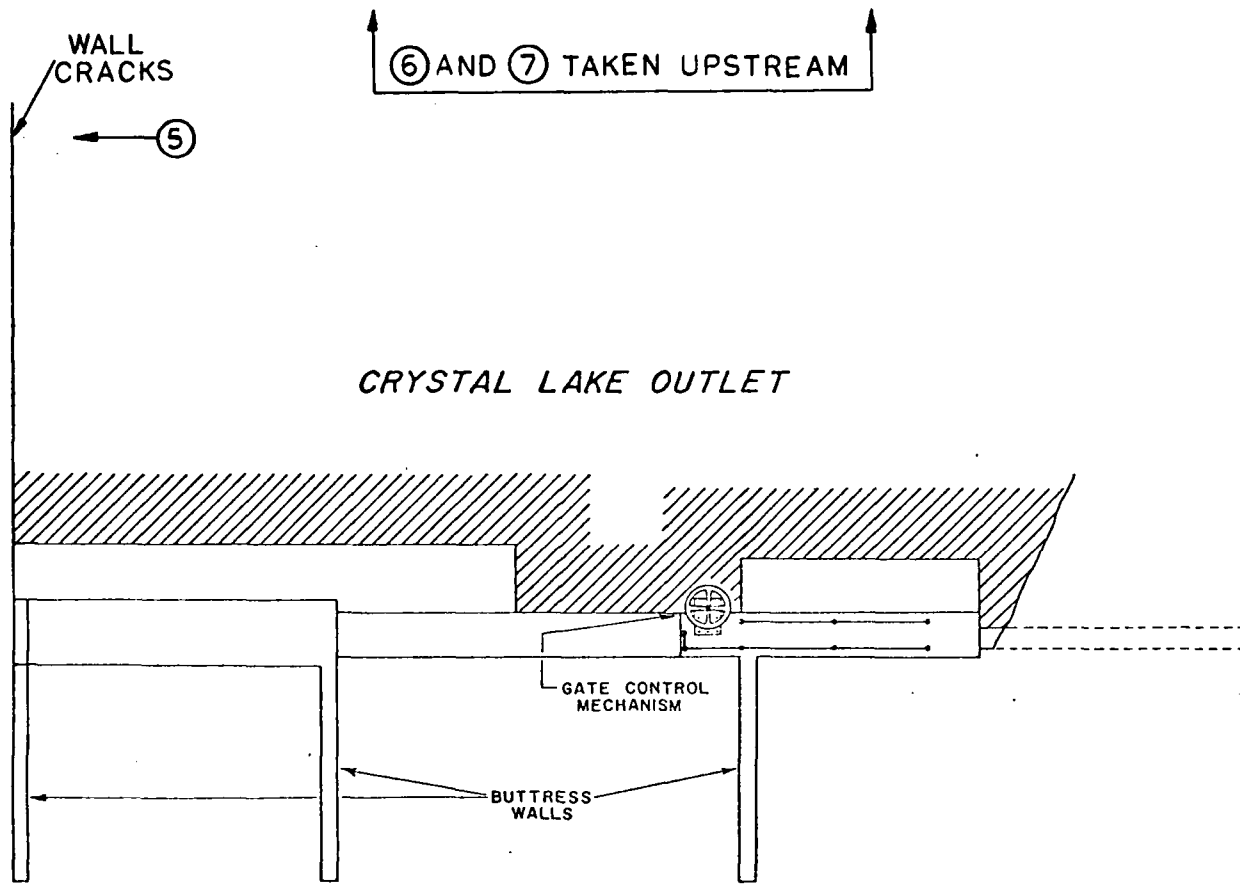 WALL
CRACKS
⑥ AND ⑦ TAKEN UPSTREAM
⑤
CRYSTAL LAKE OUTLET
GATE CONTROL
MECHANISM
BUTTRESS
WALLS